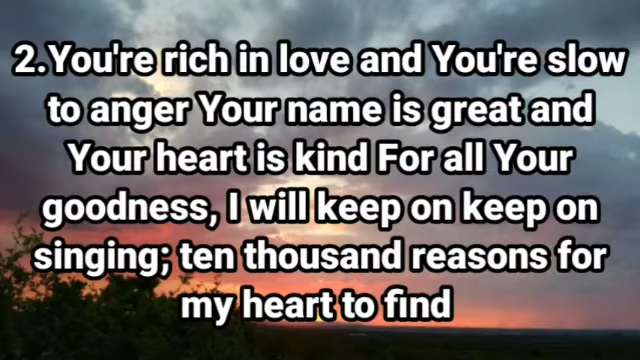 2.You're rich in love and You're slow
to anger Your name is great and
Your heart is kind For all Your
goodness, I will keep on keep on
singing; ten thousand reasons for
my heart to find